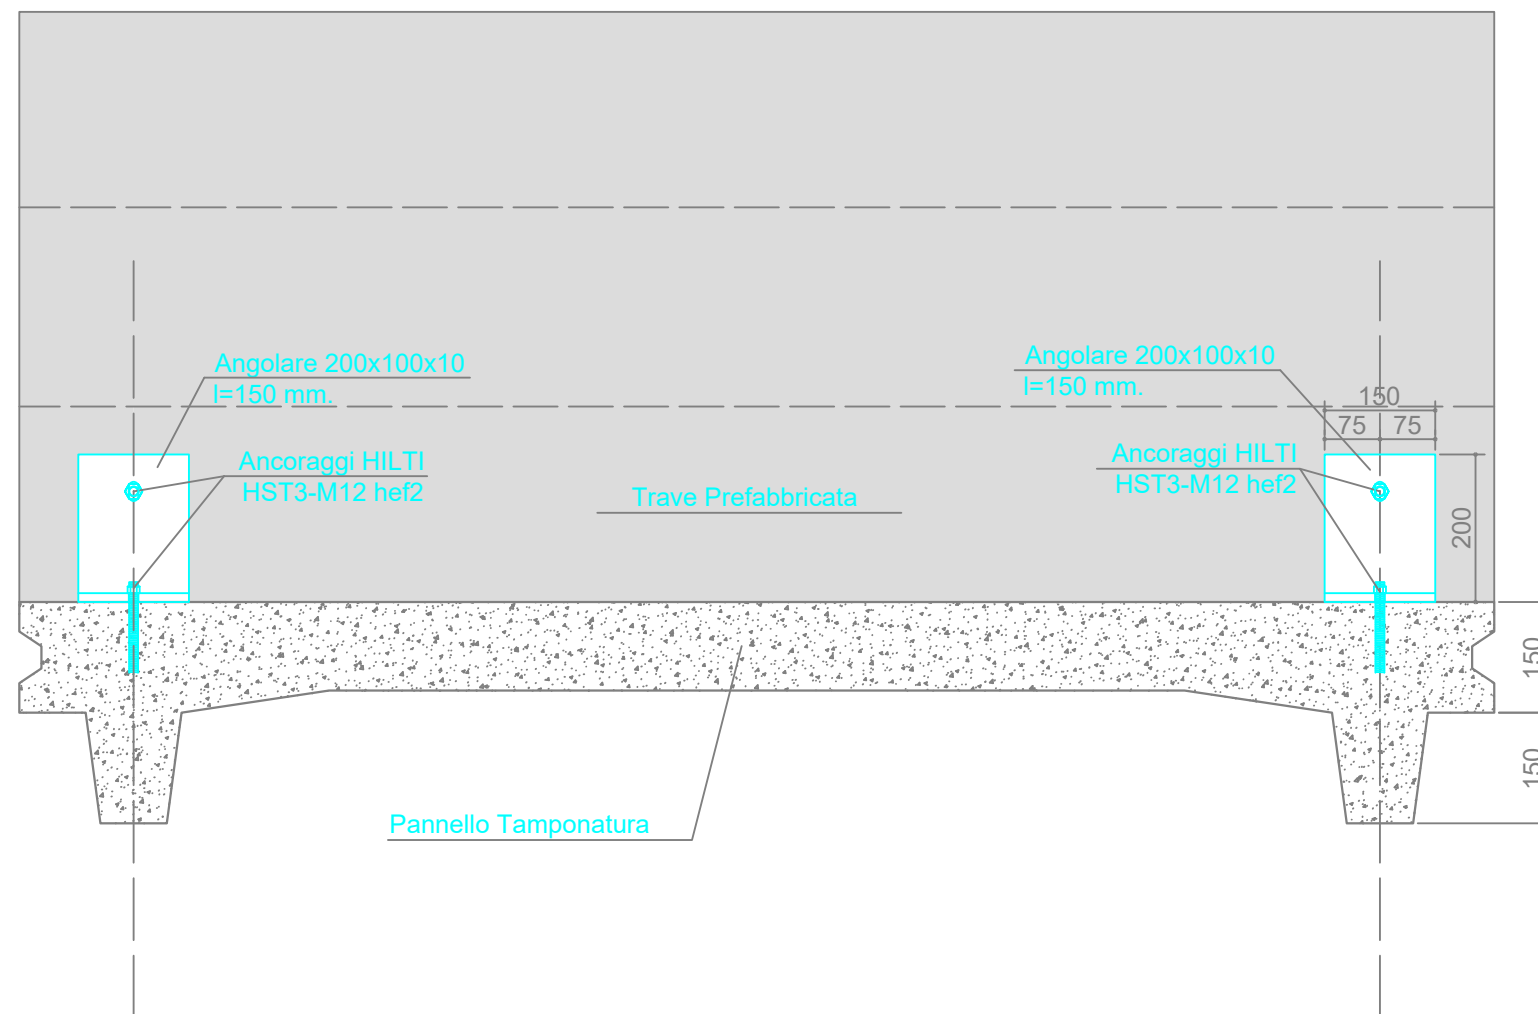 Angolare 200x100x10
l=150 mm.
Angolare 200x100x10
l=150 mm.
150
75
75
Ancoraggi HILTI
HST3-M12 hef2
Ancoraggi HILTI
HST3-M12 hef2
Trave Prefabbricata
200
150
150
Pannello Tamponatura